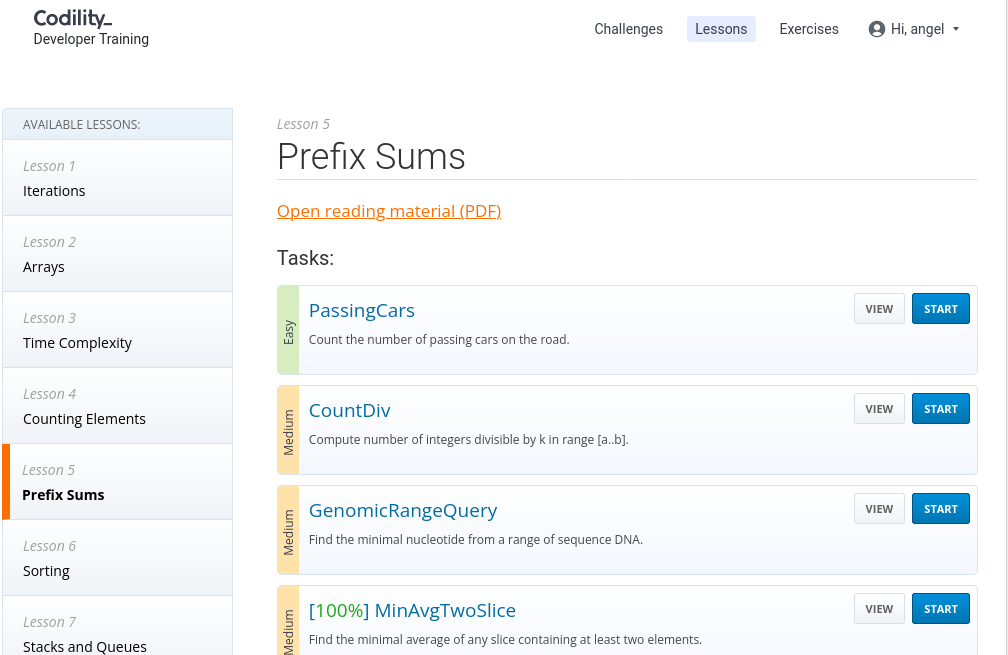 Codility_
Developer Training
Challenges
Lessons
Exercises
Hi, angel
AVAILABLE LESSONS:
Lesson 1
Iterations
Lesson 2
Arrays
Lesson 3
Time Complexity
Lesson 4
Counting Elements
Lesson 5
Prefix Sums
Lesson 6
Sorting
Lesson 7
Stacks and Queues
Lesson 5
Prefix Sums
Open reading material (PDF)
Tasks:
Easy
PassingCars
VIEW
START
Count the number of passing cars on the road.
Medium
CountDiv
VIEW
START
Compute number of integers divisible by k in range [a..b].
Medium
GenomicRangeQuery
VIEW
START
Find the minimal nucleotide from a range of sequence DNA.
Medium
[100%] MinAvgTwoSlice
VIEW
START
Find the minimal average of any slice containing at least two elements.